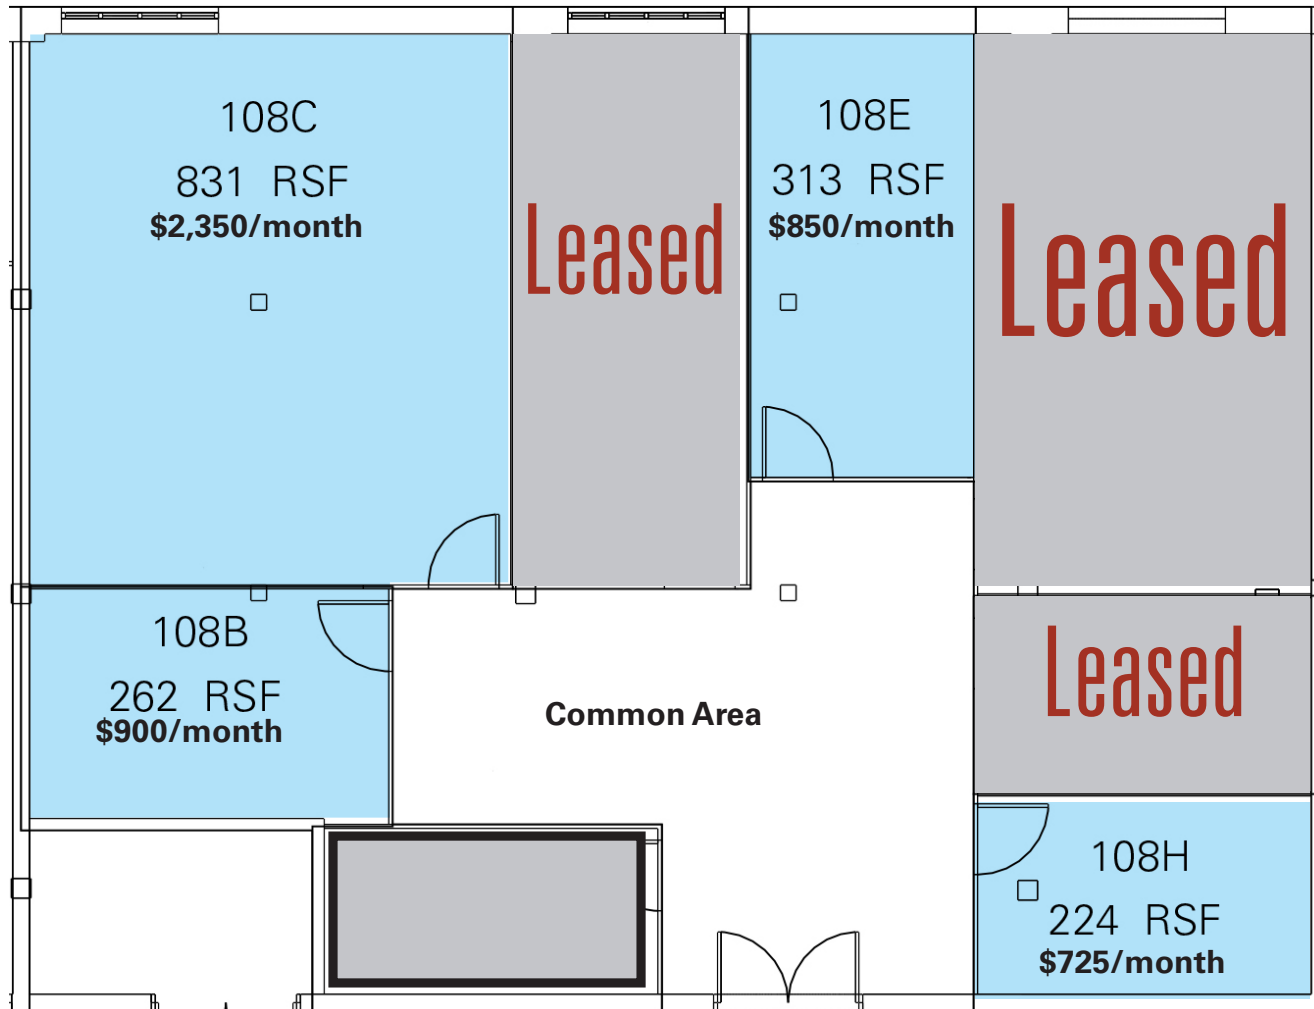 108C
831 RSF
$2,350/month
Leased
108E
313 RSF
$850/month
Leased
108B
262 RSF
$900/month
Common Area
Leased
108H
224 RSF
$725/month